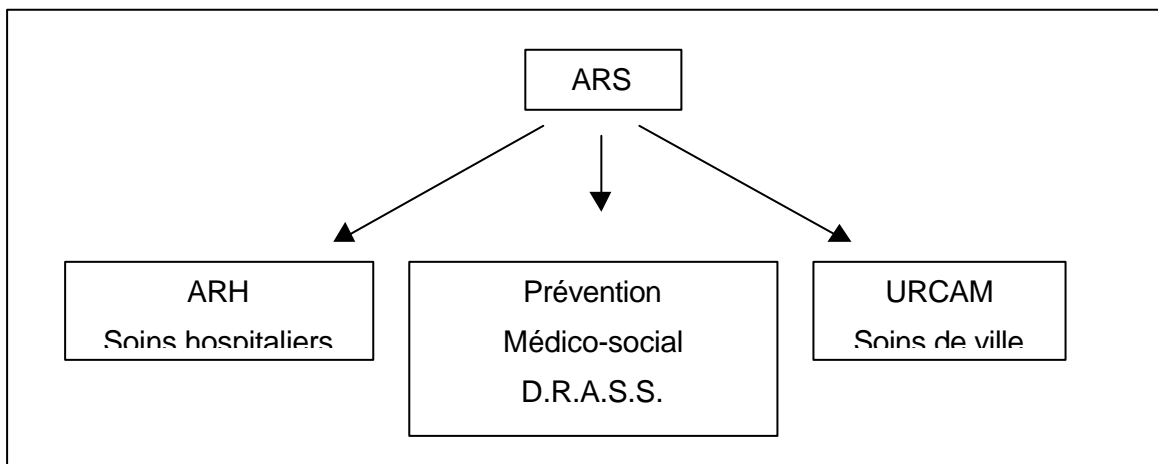 ARS
ARH
Soins hospitaliers
Prévention
Médico-social
D.R.A.S.S.
URCAM
Soins de ville